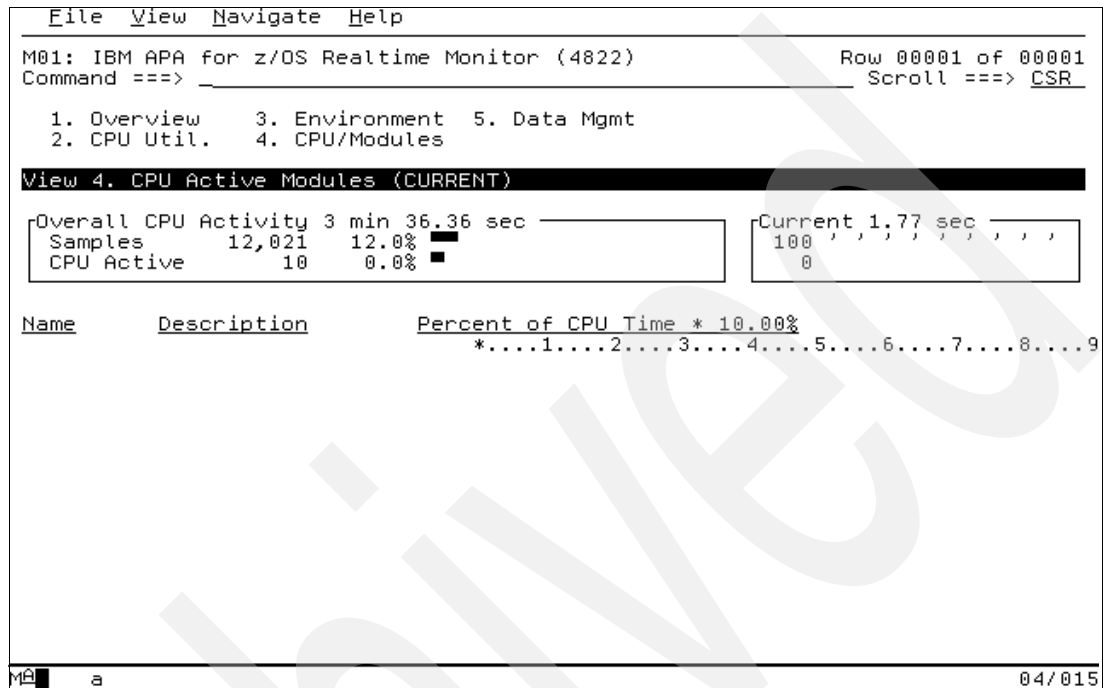 File View Navigate Help
M01: IBM APA for z/OS Realtime Monitor (4822) Row 00001 of 00001
Command ===> _ Scroll ===> CSR
1. Overview 3. Environment 5. Data Mgmt
2. CPU Util. 4. CPU/Modules
View 4. CPU Active Modules (CURRENT)
Overall CPU Activity 3 min 36.36 sec Current 1.77 sec
Samples 12,021 12.0% 100 , , , , , , , , ,
CPU Active 10 0.0% 0
Name Description Percent of CPU Time * 10.00%
*....1....2....3....4....5....6....7....8....9
MA a 04/015